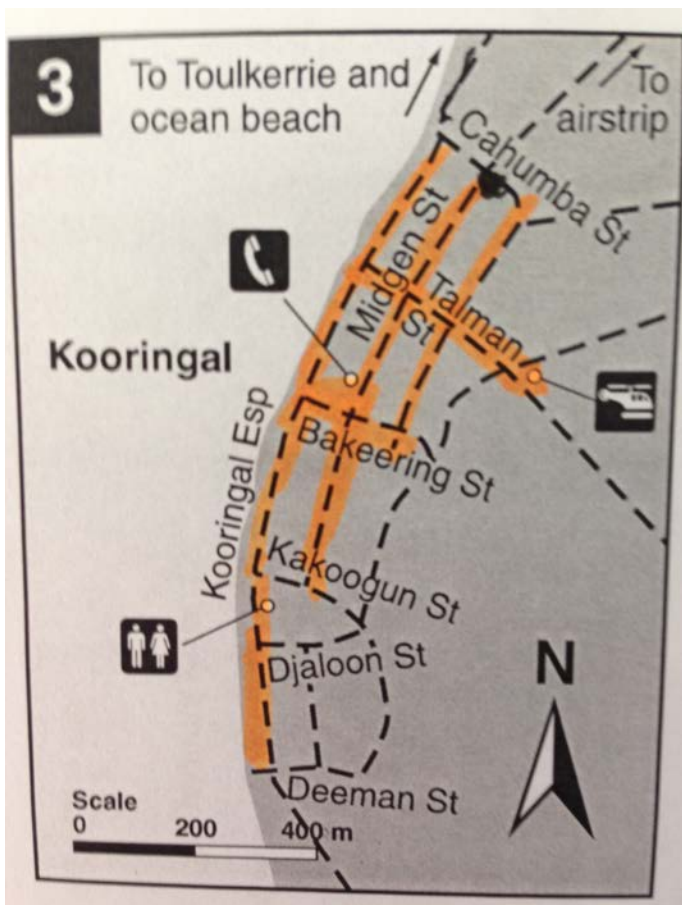 3
To Toulkerrie and
ocean beach
To
airstrip
Cahumba St
Midgen St
Talman
St
Kooringal
Bakeering St
Kooringal Esp
Kakoogun St
Djaloon St
N
Deeman St
Scale
0 200 400 m